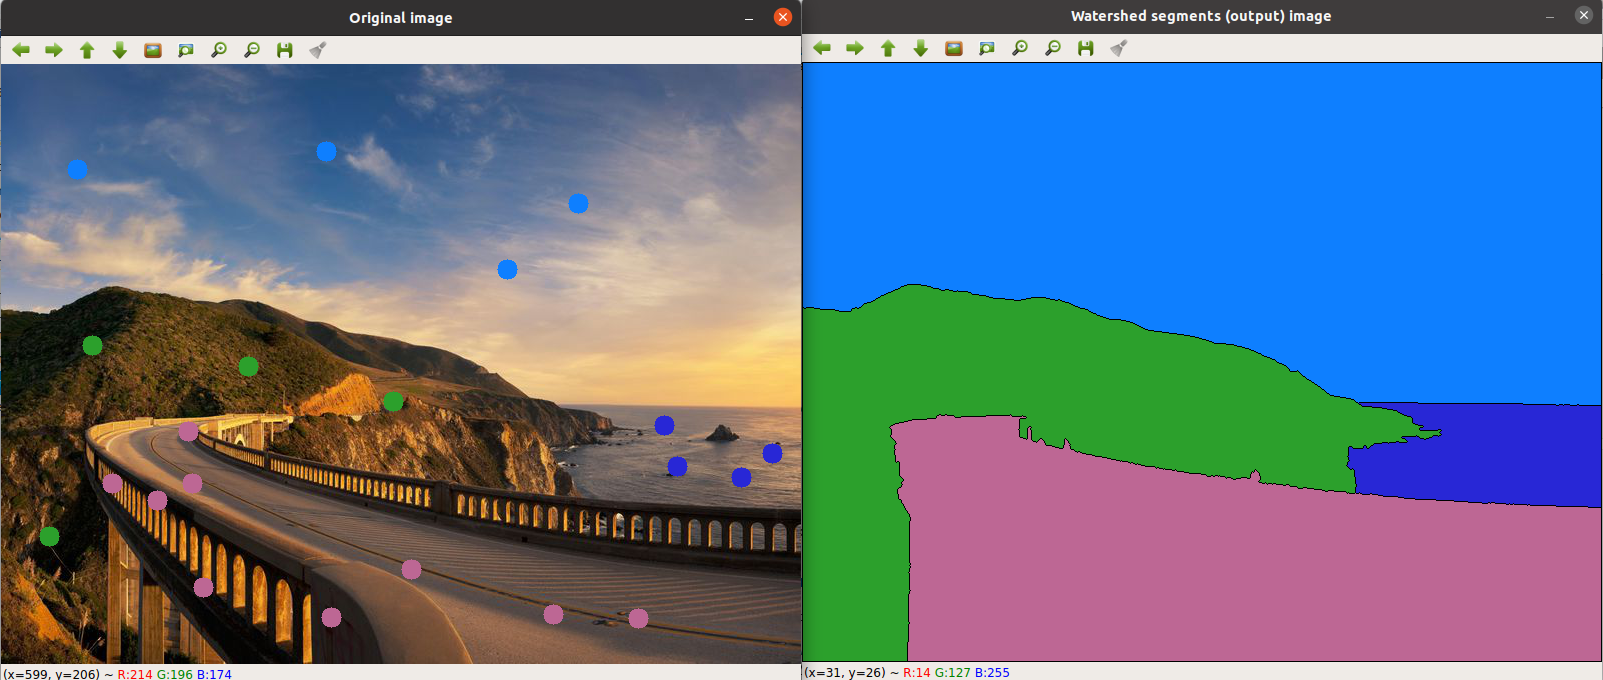 Original image
Watershed segments (output) image
(x=599, y=206) ~ R:214 G:196 B:174
(x=31, y=26) ~ R:14 G:127 B:255